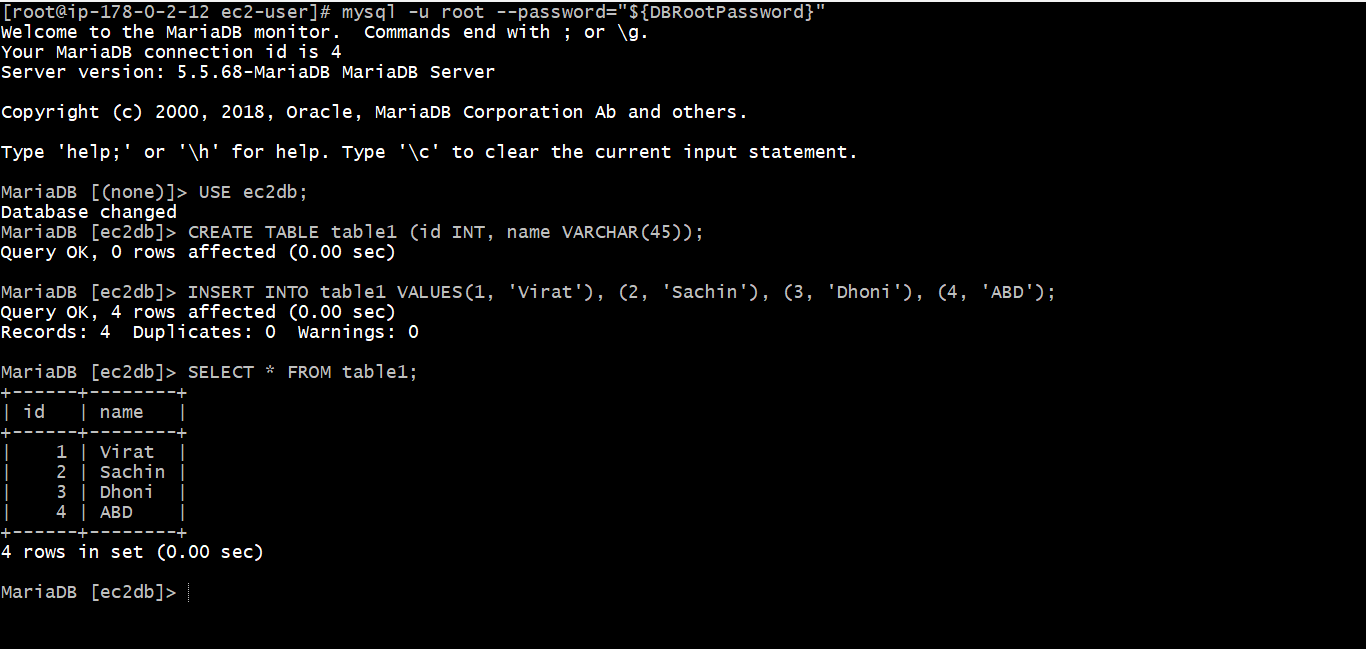 [root@ip-178-0-2-12 ec2-user]# mysql -u root --password="${DBRootPassword}"
Welcome to the MariaDB monitor.  Commands end with ; or \g.
Your MariaDB connection id is 4
Server version: 5.5.68-MariaDB MariaDB Server

Copyright (c) 2000, 2018, Oracle, MariaDB Corporation Ab and others.

Type 'help;' or '\h' for help. Type '\c' to clear the current input statement.

MariaDB [(none)]> USE ec2db;
Database changed
MariaDB [ec2db]> CREATE TABLE table1 (id INT, name VARCHAR(45));
Query OK, 0 rows affected (0.00 sec)

MariaDB [ec2db]> INSERT INTO table1 VALUES(1, 'Virat'), (2, 'Sachin'), (3, 'Dhoni'), (4, 'ABD');
Query OK, 4 rows affected (0.00 sec)
Records: 4  Duplicates: 0  Warnings: 0

MariaDB [ec2db]> SELECT * FROM table1;
+------+--------+
| id   | name   |
+------+--------+
|    1 | Virat  |
|    2 | Sachin |
|    3 | Dhoni  |
|    4 | ABD    |
+------+--------+
4 rows in set (0.00 sec)

MariaDB [ec2db]>